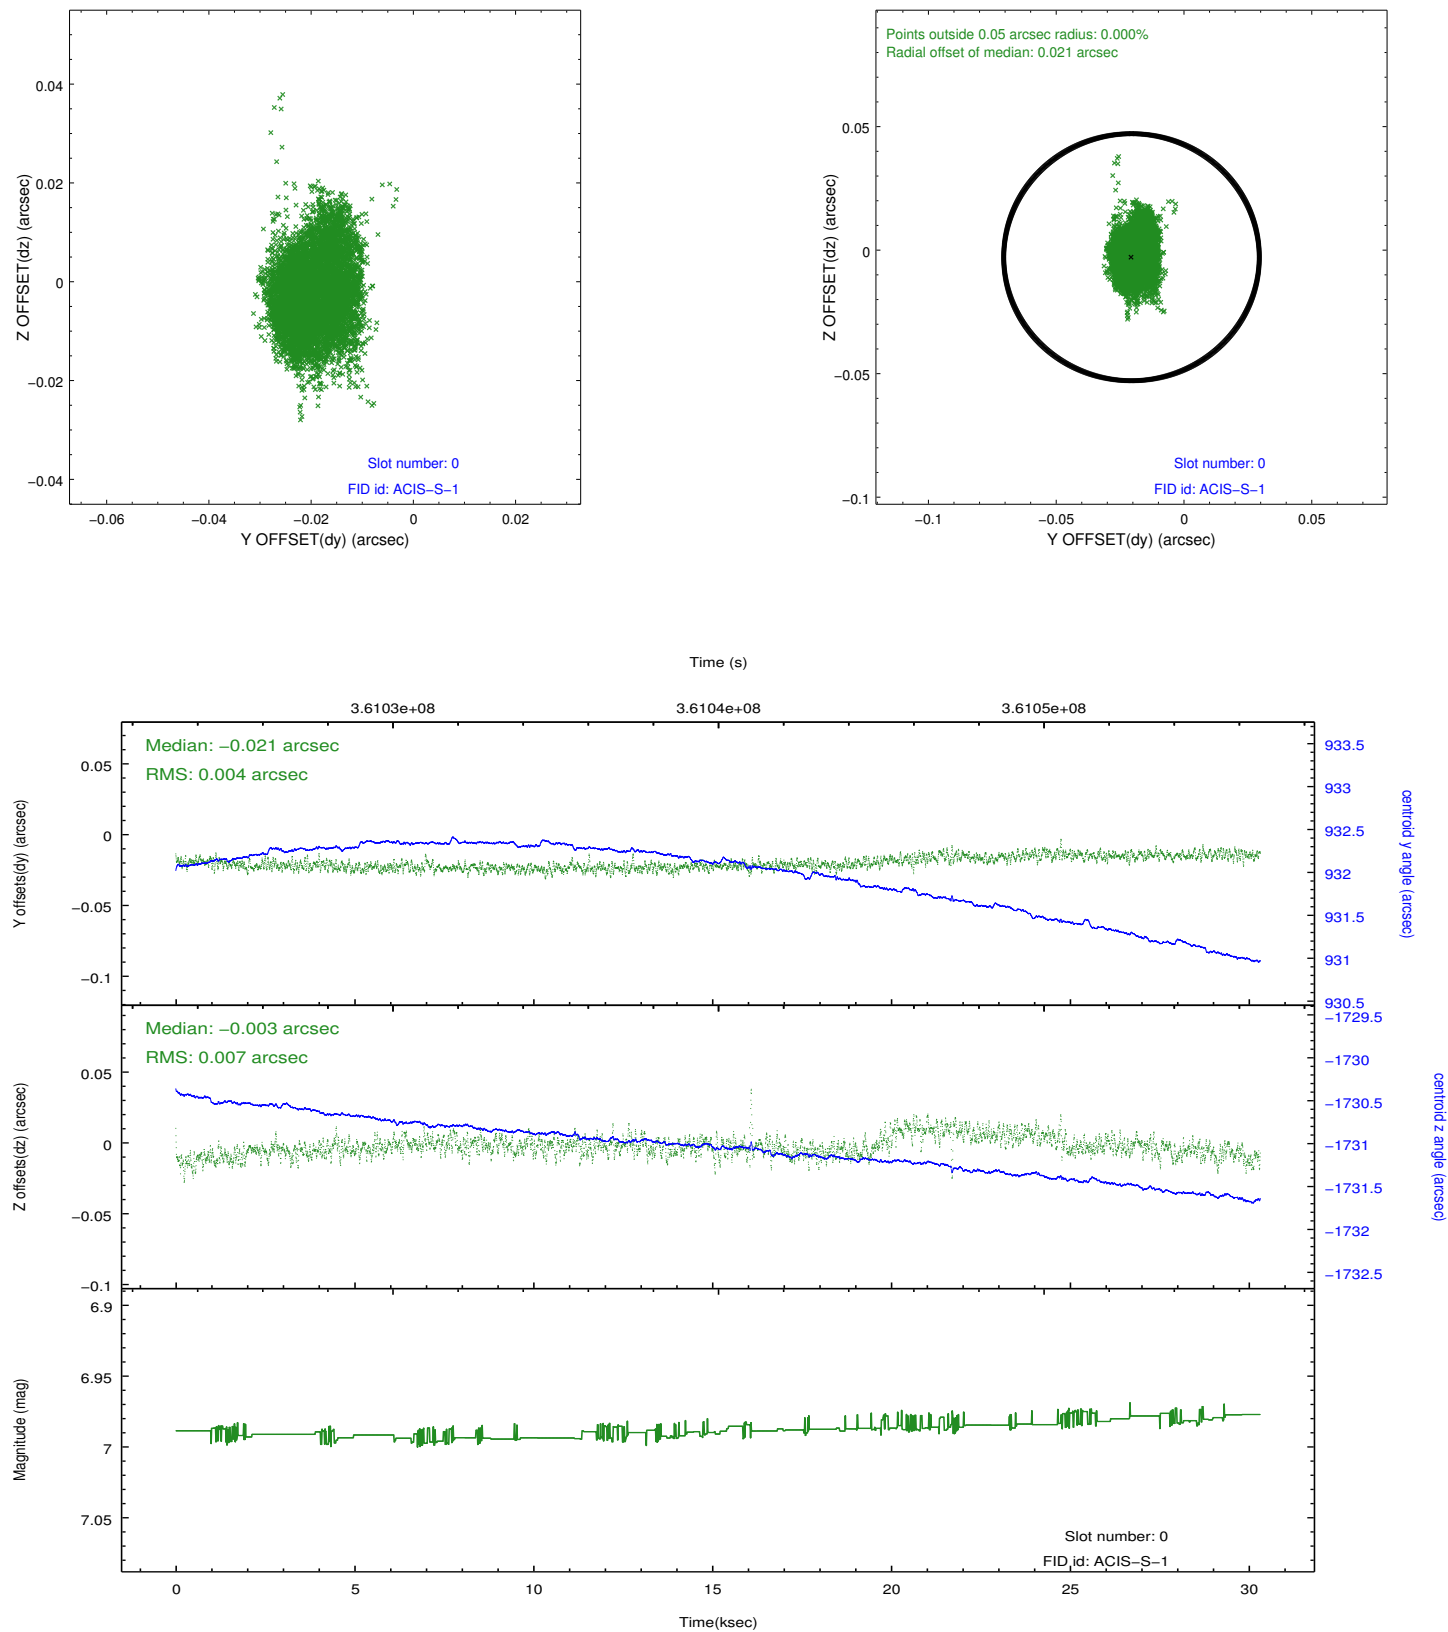 0.04
0.02
0
−0.02
−0.04
Z OFFSET(dz) (arcsec)
Slot number: 0
FID id: ACIS−S−1
−0.06 −0.04 −0.02 0 0.02
Y OFFSET(dy) (arcsec)
Points outside 0.05 arcsec radius: 0.000%
Radial offset of median: 0.021 arcsec
0.05
0
−0.05
−0.1
Z OFFSET(dz) (arcsec)
Slot number: 0
FID id: ACIS−S−1
−0.1 −0.05 0 0.05
Y OFFSET(dy) (arcsec)
Time (s)
3.6103e+08 3.6104e+08 3.6105e+08
Median: −0.021 arcsec
RMS: 0.004 arcsec
0.05
0
−0.05
−0.1
Y offsets(dy) (arcsec)
933.5
933
932.5
932
931.5
931
930.5
centroid y angle (arcsec)
Median: −0.003 arcsec
RMS: 0.007 arcsec
0.05
0
−0.05
−0.1
Z offsets(dz) (arcsec)
−1729.5
−1730
−1730.5
−1731
−1731.5
−1732
−1732.5
centroid z angle (arcsec)
6.9
6.95
7
7.05
Magnitude (mag)
Slot number: 0
FID id: ACIS−S−1
0 5 10 15 20 25 30
Time(ksec)